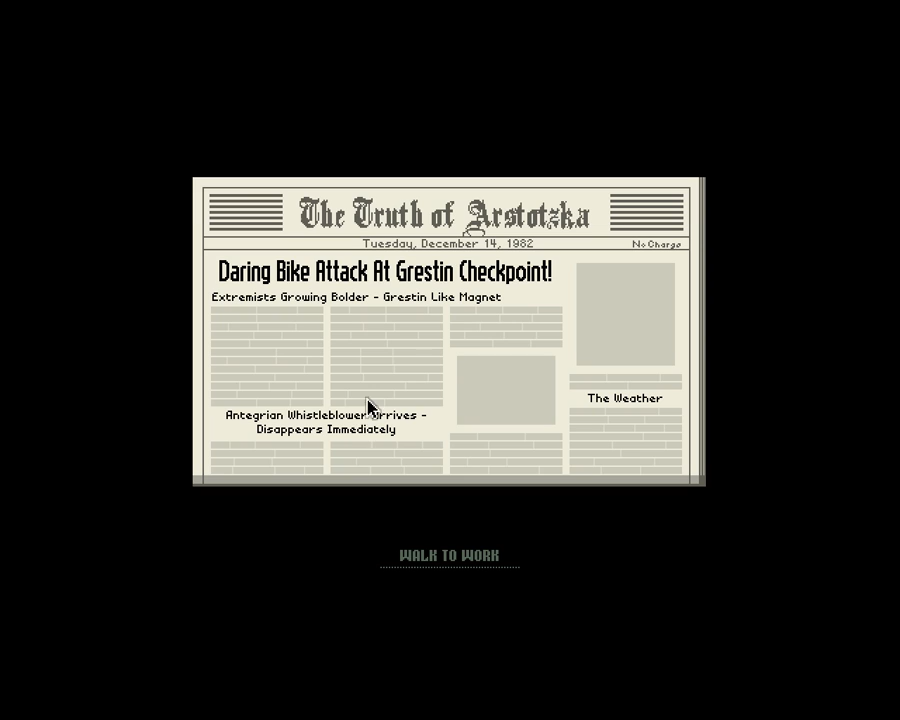 The Truth of Arstotzka
Tuesday, December 14, 1982
No Charge
Daring Bike Attack At Grestin Checkpoint!
Extremists Growing Bolder - Grestin Like Magnet
The Weather
Antegrian Whistleblower Arrives -
Disappears Immediately
WALK TO WORK